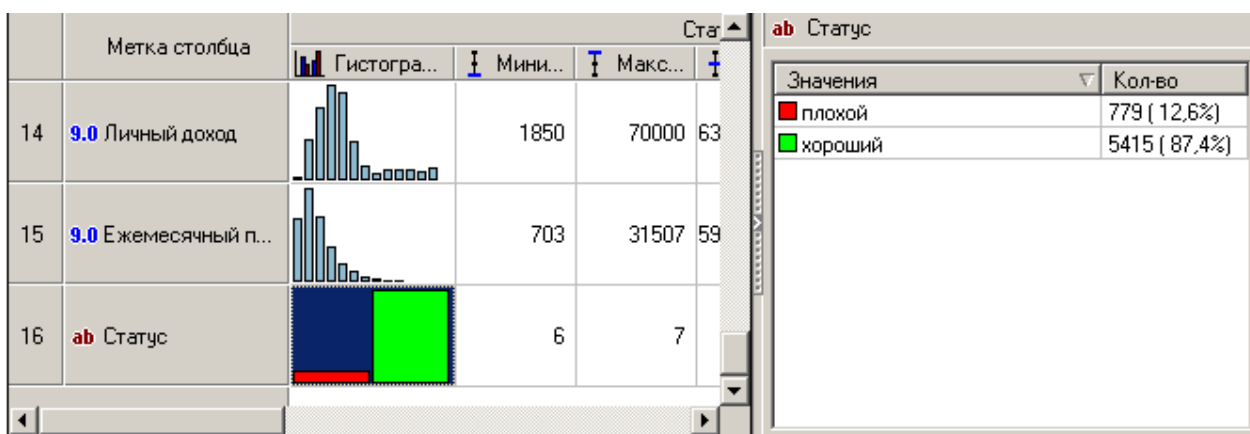 Метка столбца
Ста
Гистогра...
Мини...
Макс...
14
9.0 Личный доход
1850
70000
63
15
9.0 Ежемесячный п...
703
31507
59
16
ab Статус
6
7
ab Статус
Значения
Кол-во
плохой
779 ( 12,6%)
хороший
5415 ( 87,4%)